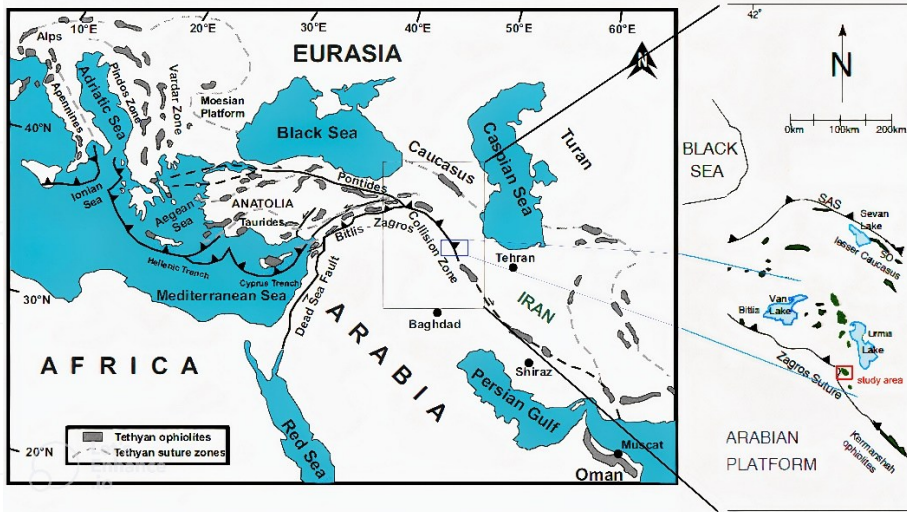 10°E
20°E
30°E
40°E
50°E
60°E
42°
Alps
EURASIA
N
N
Adriatic Sea
Pindos Zone
Vardar Zone
Apennines
Moesian
Platform
40°N
Black Sea
Caspian Sea
Turan
Caucasus
0km 100km 200km
BLACK
SEA
Pontides
Ionian
Sea
Aegean
Sea
ANATOLIA
Taurides
Bitlis - Zagros
Collision Zone
SAS
Sevan
Lake
SO
lesser Caucasus
Hellenic Trench
Cyprus Trench
Tehran
Mediterranean Sea
Dead Sea Fault
30°N
IRAN
Baghdad
Van
Lake
Bitlis
Urmia
Lake
Zagros Suture
study area
AFRICA
ARABIA
Shiraz
Persian Gulf
Red Sea
Muscat
Oman
20°N
Tethyan ophiolites
Tethyan suture zones
ARABIAN
PLATFORM
Kermanshah
ophiolites